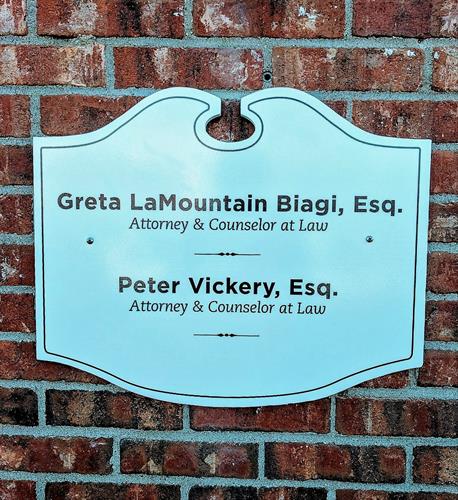 Greta LaMountain Biagi, Esq.
Attorney & Counselor at Law
Peter Vickery, Esq.
Attorney & Counselor at Law